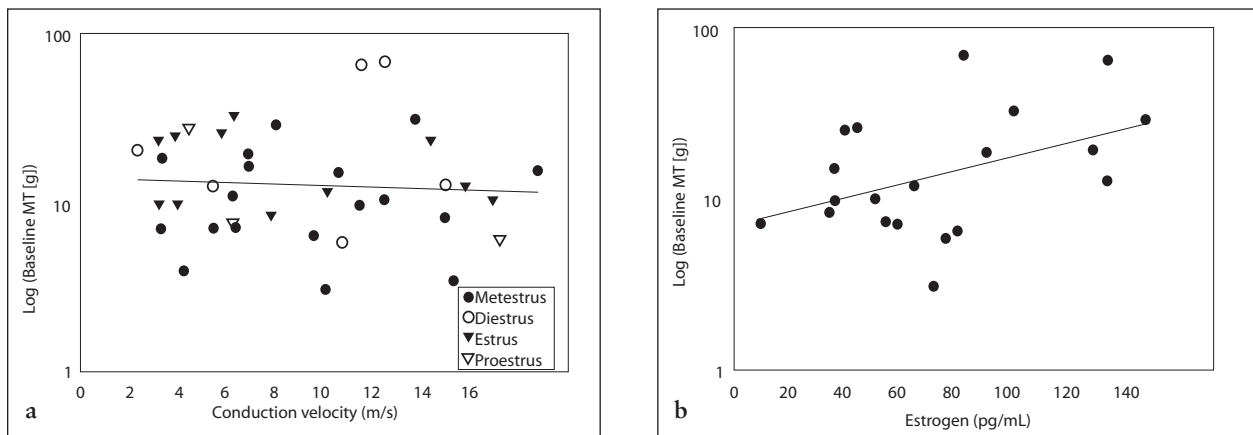 100
Log (Baseline MT [g])
10
1
Metestrus
Diestrus
Estrus
Proestrus
0 2 4 6 8 10 12 14 16
Conduction velocity (m/s)
a
100
Log (Baseline MT [g])
10
1
0 20 40 60 80 100 120 140
Estrogen (pg/mL)
b